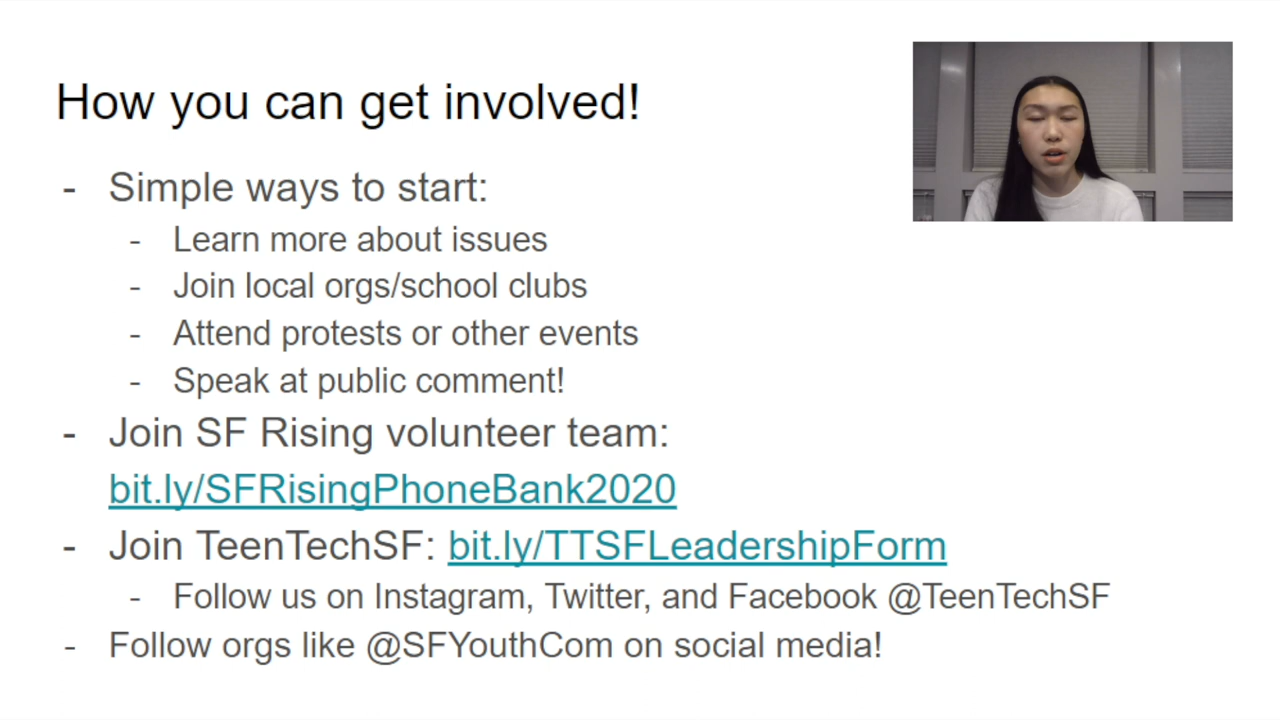 How you can get involved!
- Simple ways to start:
- Learn more about issues
- Join local orgs/school clubs
- Attend protests or other events
- Speak at public comment!
- Join SF Rising volunteer team:
bit.ly/SFRisingPhoneBank2020
- Join TeenTechSF: bit.ly/TTSFLeadershipForm
- Follow us on Instagram, Twitter, and Facebook @TeenTechSF
- Follow orgs like @SFYouthCom on social media!